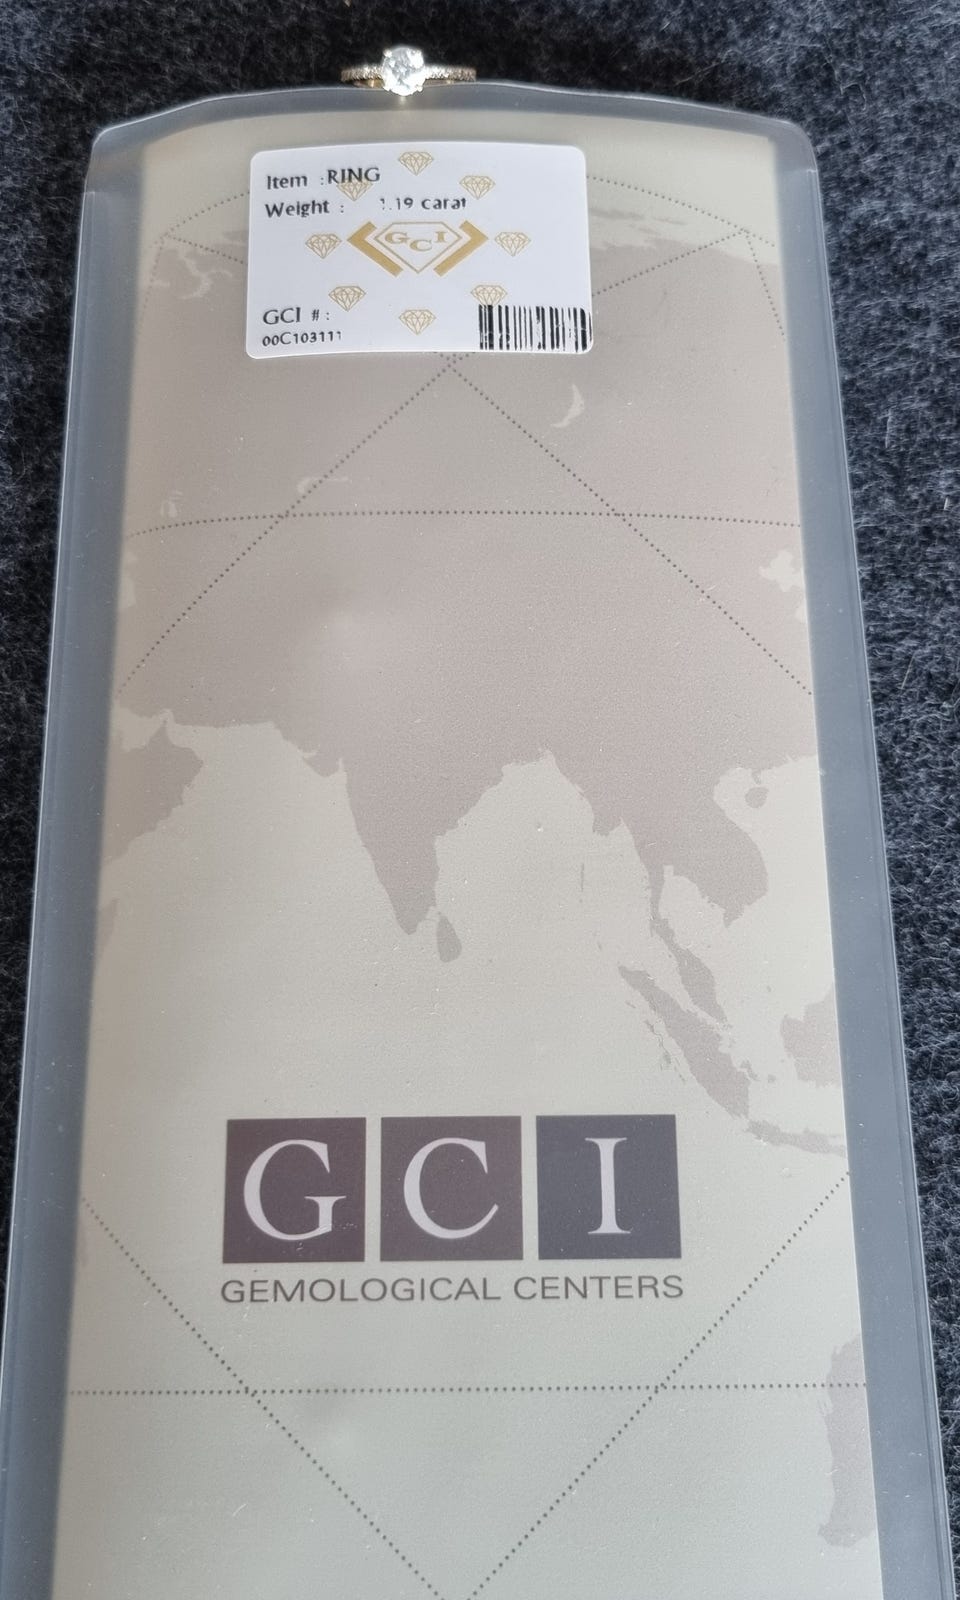 Item :RING
Weight : 1.19 carat
GCI
GCI # :
00C103111
GCI
GEMOLOGICAL CENTERS